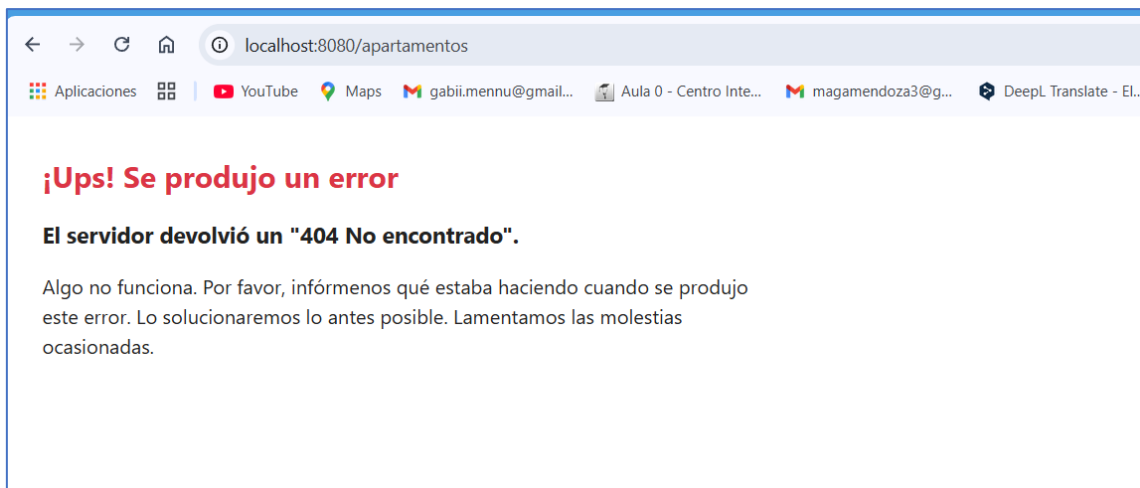 localhost:8080/apartamentos
Aplicaciones YouTube Maps gabii.mennu@gmail... Aula 0 - Centro Inte... magamendoza3@g... DeepL Translate - El...
¡Ups! Se produjo un error
El servidor devolvió un "404 No encontrado".
Algo no funciona. Por favor, infórmenos qué estaba haciendo cuando se produjo
este error. Lo solucionaremos lo antes posible. Lamentamos las molestias
ocasionadas.